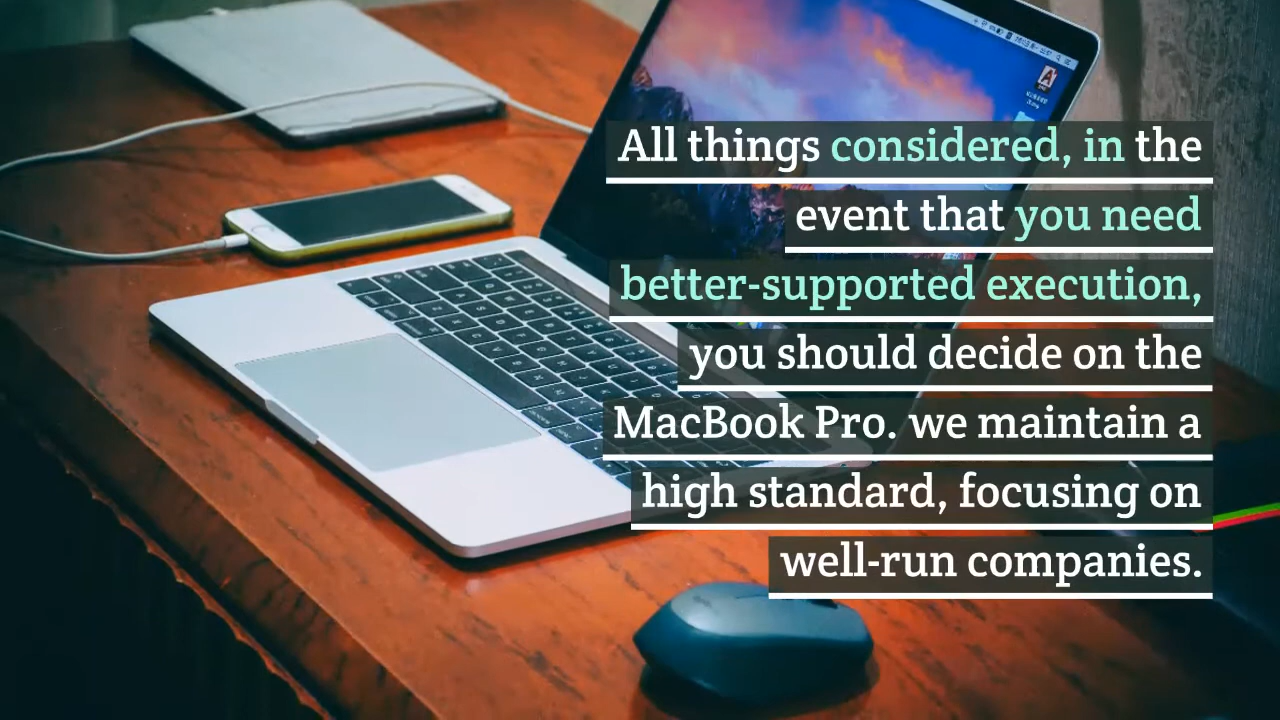 All things considered, in the
event that you need
better-supported execution,
you should decide on the
MacBook Pro. we maintain a
high standard, focusing on
well-run companies.